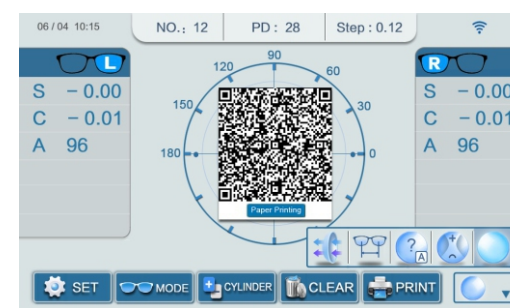 06/04 10:15 NO.: 12 PD: 28 Step: 0.12
L
S - 0.00
C - 0.01
A 96
90
120 60
150 30
180 0
Paper Printing
R
S - 0.00
C - 0.01
A 96
? A
SET MODE CYLINDER CLEAR PRINT